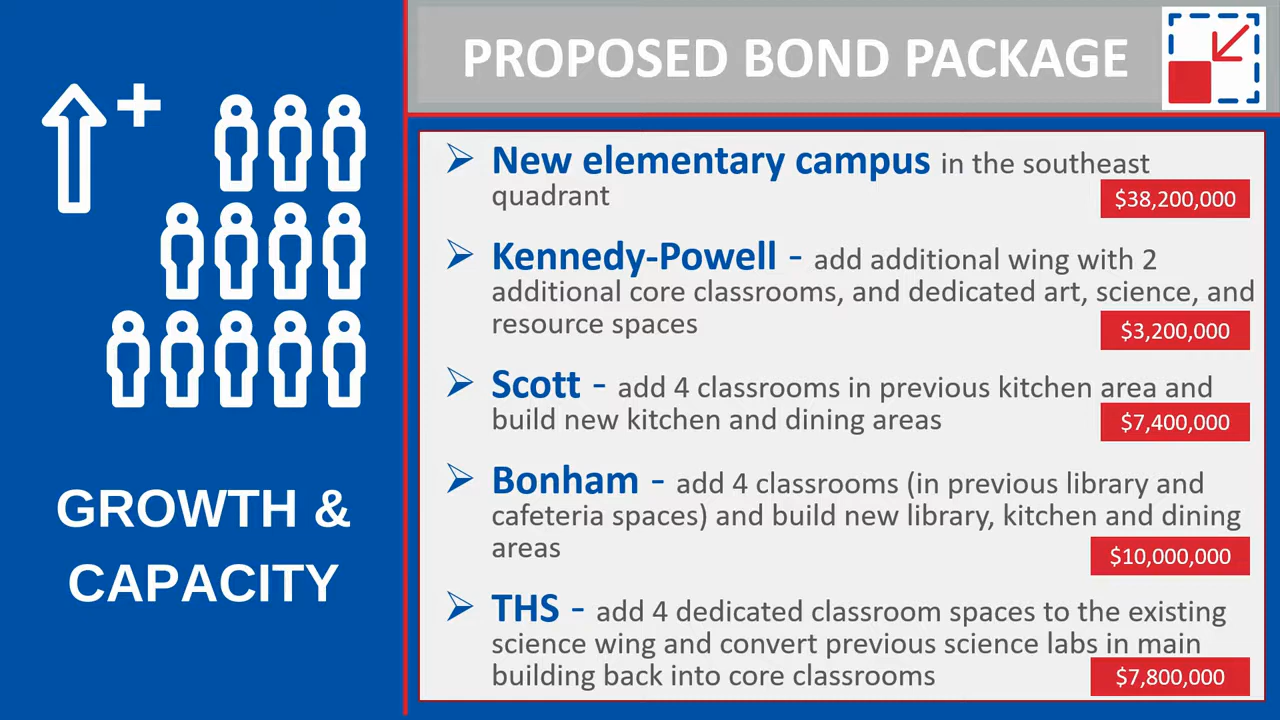 PROPOSED BOND PACKAGE
GROWTH &
CAPACITY
New elementary campus in the southeast
quadrant
$38,200,000
Kennedy-Powell - add additional wing with 2
additional core classrooms, and dedicated art, science, and
resource spaces
$3,200,000
Scott - add 4 classrooms in previous kitchen area and
build new kitchen and dining areas
$7,400,000
Bonham - add 4 classrooms (in previous library and
cafeteria spaces) and build new library, kitchen and dining
areas
$10,000,000
THS - add 4 dedicated classroom spaces to the existing
science wing and convert previous science labs in main
building back into core classrooms
$7,800,000